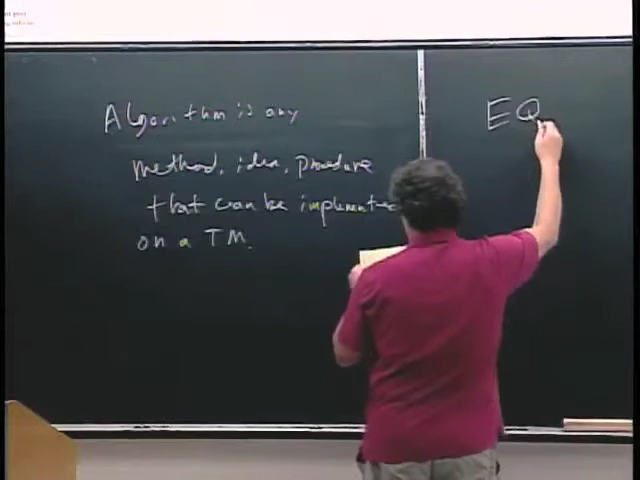 Algorithm is any
method, idea, procedure
that can be implemented
on a TM.
EQ